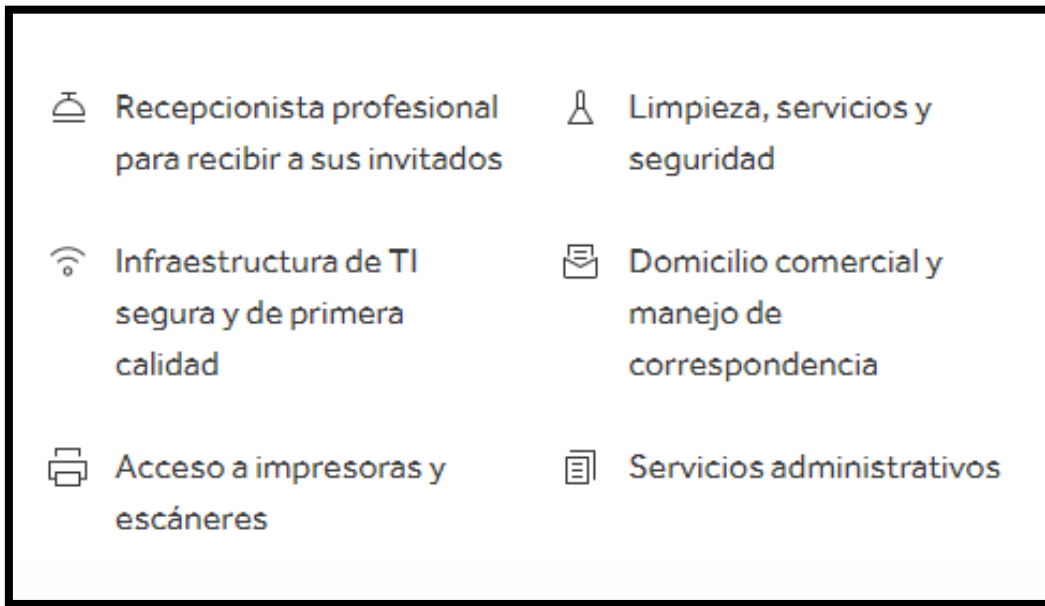 Recepcionista profesional
para recibir a sus invitados
Limpieza, servicios y
seguridad
Infraestructura de TI
segura y de primera
calidad
Domicilio comercial y
manejo de
correspondencia
Acceso a impresoras y
escáneres
Servicios administrativos